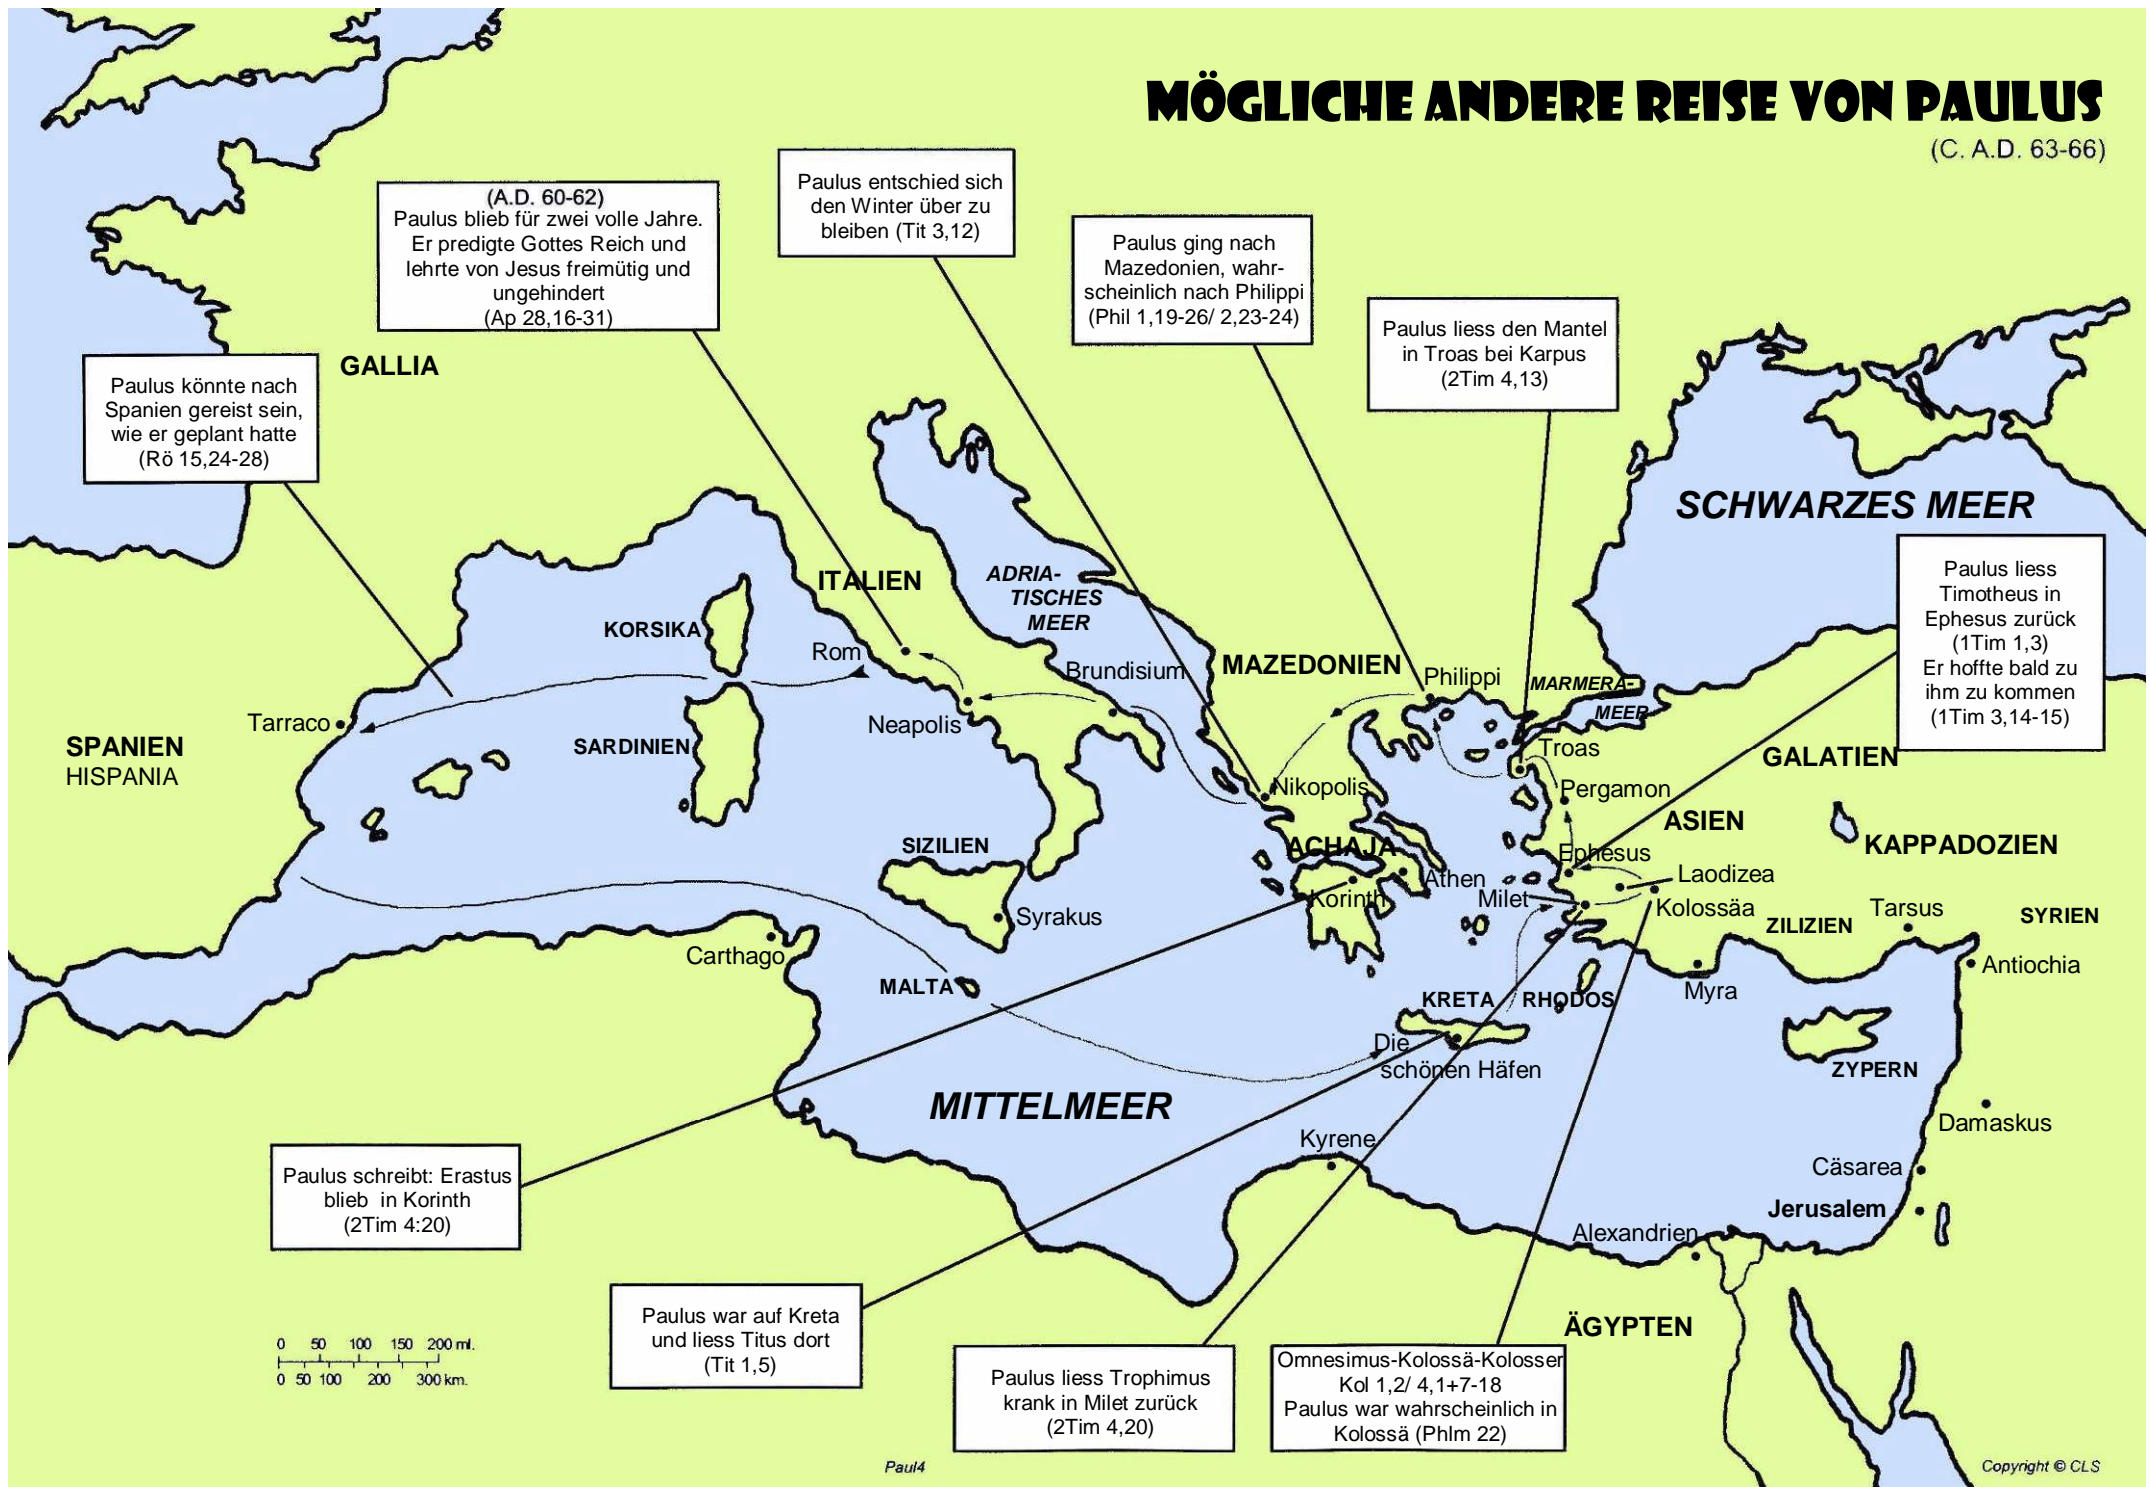 MÖGLICHE ANDERE REISE VON PAULUS
(C. A.D. 63-66)
Paulus entschied sich
den Winter über zu
bleiben (Tit 3,12)
(A.D. 60-62)
Paulus blieb für zwei volle Jahre.
Er predigte Gottes Reich und
lehrte von Jesus freimütig und
ungehindert
(Ap 28,16-31)
Paulus ging nach
Mazedonien, wahr-
scheinlich nach Philippi
(Phil 1,19-26/ 2,23-24)
Paulus liess den Mantel
in Troas bei Karpus
(2Tim 4,13)
Paulus könnte nach
Spanien gereist sein,
wie er geplant hatte
(Rö 15,24-28)
GALLIA
SCHWARZES MEER
Paulus liess
Timotheus in
Ephesus zurück
(1Tim 1,3)
Er hoffte bald zu
ihm zu kommen
(1Tim 3,14-15)
ITALIEN
ADRIA-
TISCHES
MEER
KORSIKA
Rom
Brundisium
MAZEDONIEN
Philippi
MARMERA-
MEER
Tarraco
Neapolis
SPANIEN
HISPANIA
SARDINIEN
Troas
GALATIEN
Nikopolis
Pergamon
ASIEN
KAPPADOZIEN
SIZILIEN
ACHAJA
Ephesus
Laodizea
Athen
Korinth
Milet
Kolossäa
Tarsus
SYRIEN
ZILIZIEN
Syrakus
Carthago
Antiochia
MALTA
KRETA
RHODOS
Myra
Die
schönen Häfen
ZYPERN
MITTELMEER
Damaskus
Kyrene
Cäsarea
Jerusalem
Alexandrien
Paulus schreibt: Erastus
blieb in Korinth
(2Tim 4:20)
Paulus war auf Kreta
und liess Titus dort
(Tit 1,5)
ÄGYPTEN
0 50 100 150 200 ml.
0 50 100 200 300 km.
Paulus liess Trophimus
krank in Milet zurück
(2Tim 4,20)
Omnesimus-Kolossä-Kolosser
Kol 1,2/ 4,1+7-18
Paulus war wahrscheinlich in
Kolossä (Phlm 22)
Paul4
Copyright © CLS